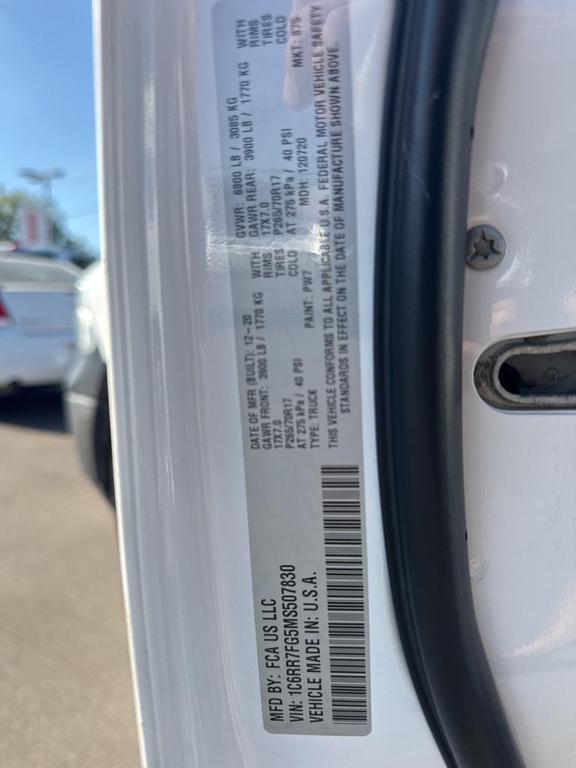 MFD BY: FCA US LLC
VIN: 1C6RR7FG5MS507830
VEHICLE MADE IN: U.S.A.
DATE OF MFR (BUILT): 12-20 GVWR: 6800 LB / 3085 KG
GAWR FRONT: 3900 LB / 1770 KG WITH GAWR REAR: 3900 LB / 1770 KG WITH
17X7.0 RIMS 17X7.0 RIMS
P265/70R17 TIRES P265/70R17 TIRES
AT 275 kPa / 40 PSI COLD AT 275 kPa / 40 PSI COLD
TYPE: TRUCK PAINT: PW7 MDH: 120720 MKT:
THIS VEHICLE CONFORMS TO ALL APPLICABLE U.S.A. FEDERAL MOTOR VEHICLE SAFETY
STANDARDS IN EFFECT ON THE DATE OF MANUFACTURE SHOWN ABOVE.